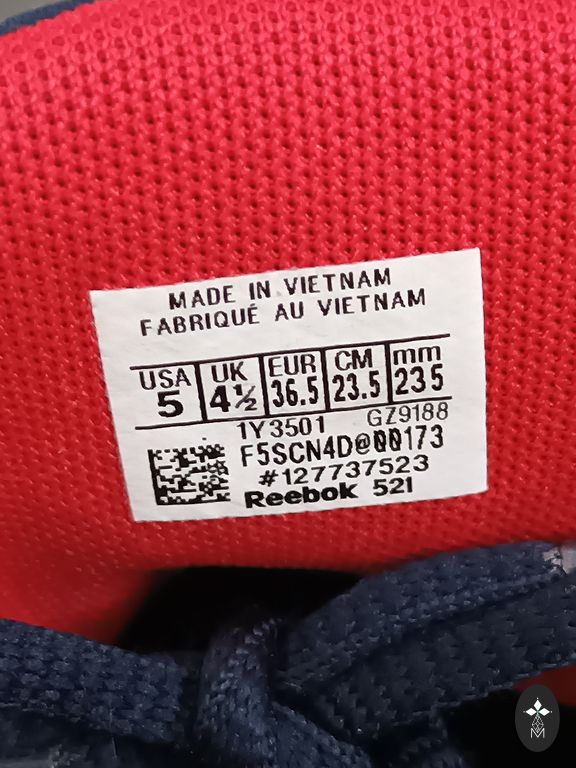 MADE IN VIETNAM
FABRIQUÉ AU VIETNAM
USA UK EUR CM mm
5 4½ 36.5 23.5 235
1Y3501 GZ9188
F5SCN4D@00173
#127737523
Reebok 521
M